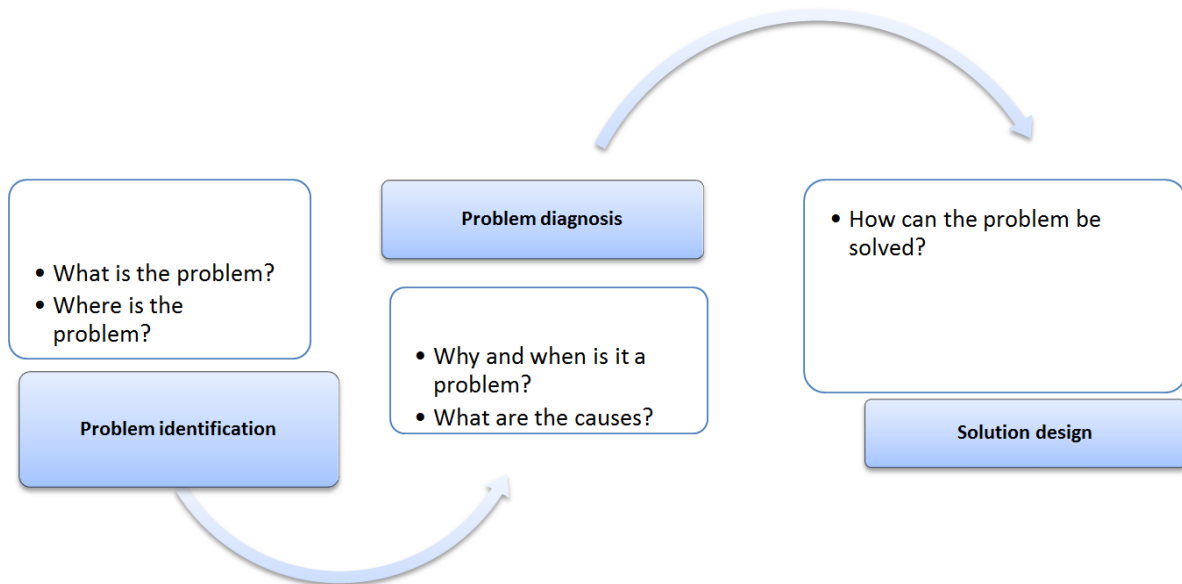 • What is the problem?
• Where is the
problem?
Problem identification
Problem diagnosis
• Why and when is it a
problem?
• What are the causes?
• How can the problem be
solved?
Solution design